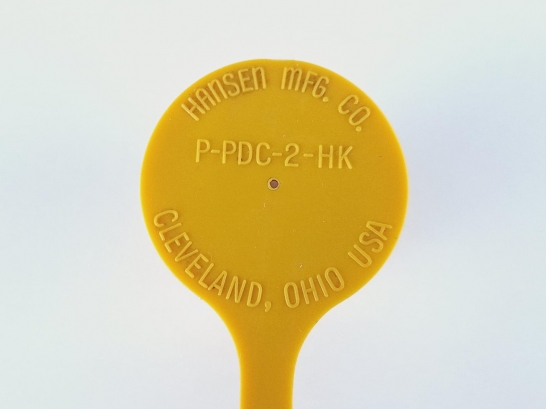 HANSEN MFG. CO.
P-PDC-2-HK
CLEVELAND, OHIO USA